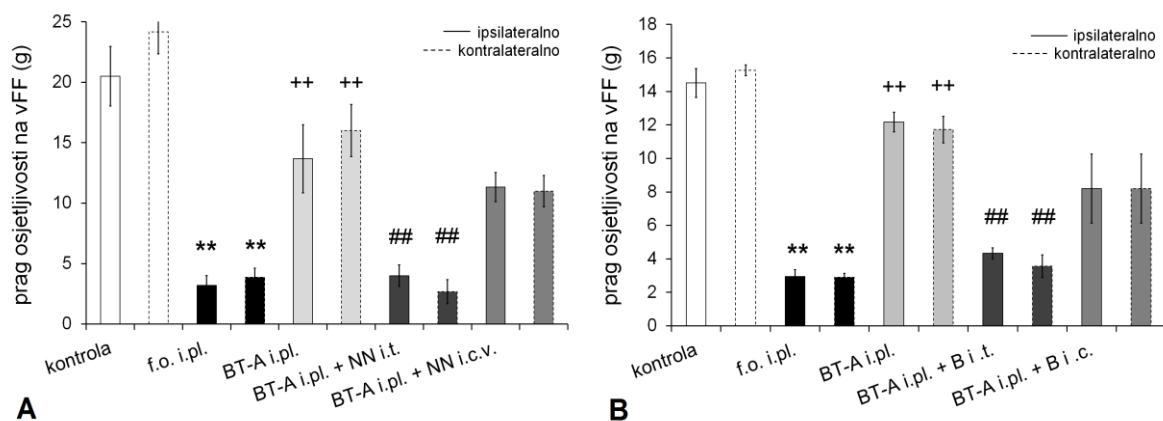 prag osjetljivosti na vFF (g)
25
20
15
10
5
0
ipsilateralno
kontralateralno
** ** ++ ++ ## ##
kontrola
f.o. i.pl.
BT-A i.pl.
BT-A i.pl. + NN i.t.
BT-A i.pl. + NN i.c.v.
A
prag osjetljivosti na vFF (g)
18
16
14
12
10
8
6
4
2
0
ipsilateralno
kontralateralno
** ** ++ ++ ## ##
kontrola
f.o. i.pl.
BT-A i.pl.
BT-A i.pl. + B i .t.
BT-A i.pl. + B i .c.
B